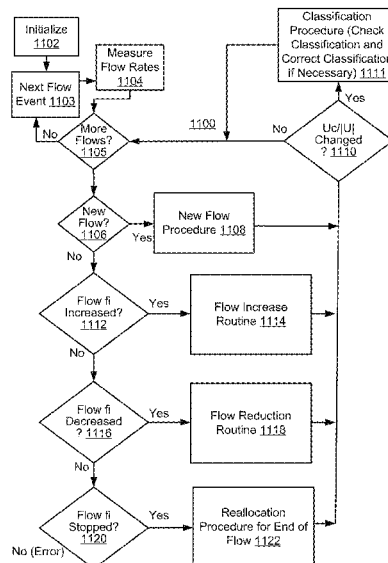 Initialize
1102
Measure
Flow Rates
1104
Next Flow
Event 1103
Classification
Procedure (Check
Classification and
Correct Classification
if Necessary) 1111
1100
No
More
Flows?
1105
No
Yes
Uc/|U|
Changed
? 1110
New
Flow?
1106
Yes
New Flow
Procedure 1108
No
Flow fi
Increased?
1112
Yes
Flow Increase
Routine 1114
No
Flow fi
Decreased
? 1116
Yes
Flow Reduction
Routine 1118
No
Flow fi
Stopped?
1120
Yes
Reallocation
Procedure for End of
Flow 1122
No (Error)